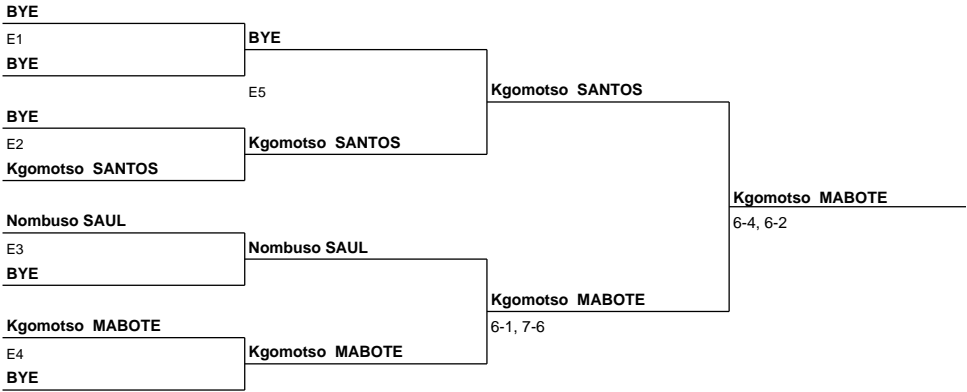 BYE
E1
BYE
BYE
E5
BYE
E2
Kgomotso SANTOS
Kgomotso SANTOS
Kgomotso SANTOS
Nombuso SAUL
E3
BYE
Nombuso SAUL
Kgomotso MABOTE
E4
BYE
Kgomotso MABOTE
Kgomotso MABOTE
6-1, 7-6
Kgomotso MABOTE
6-4, 6-2